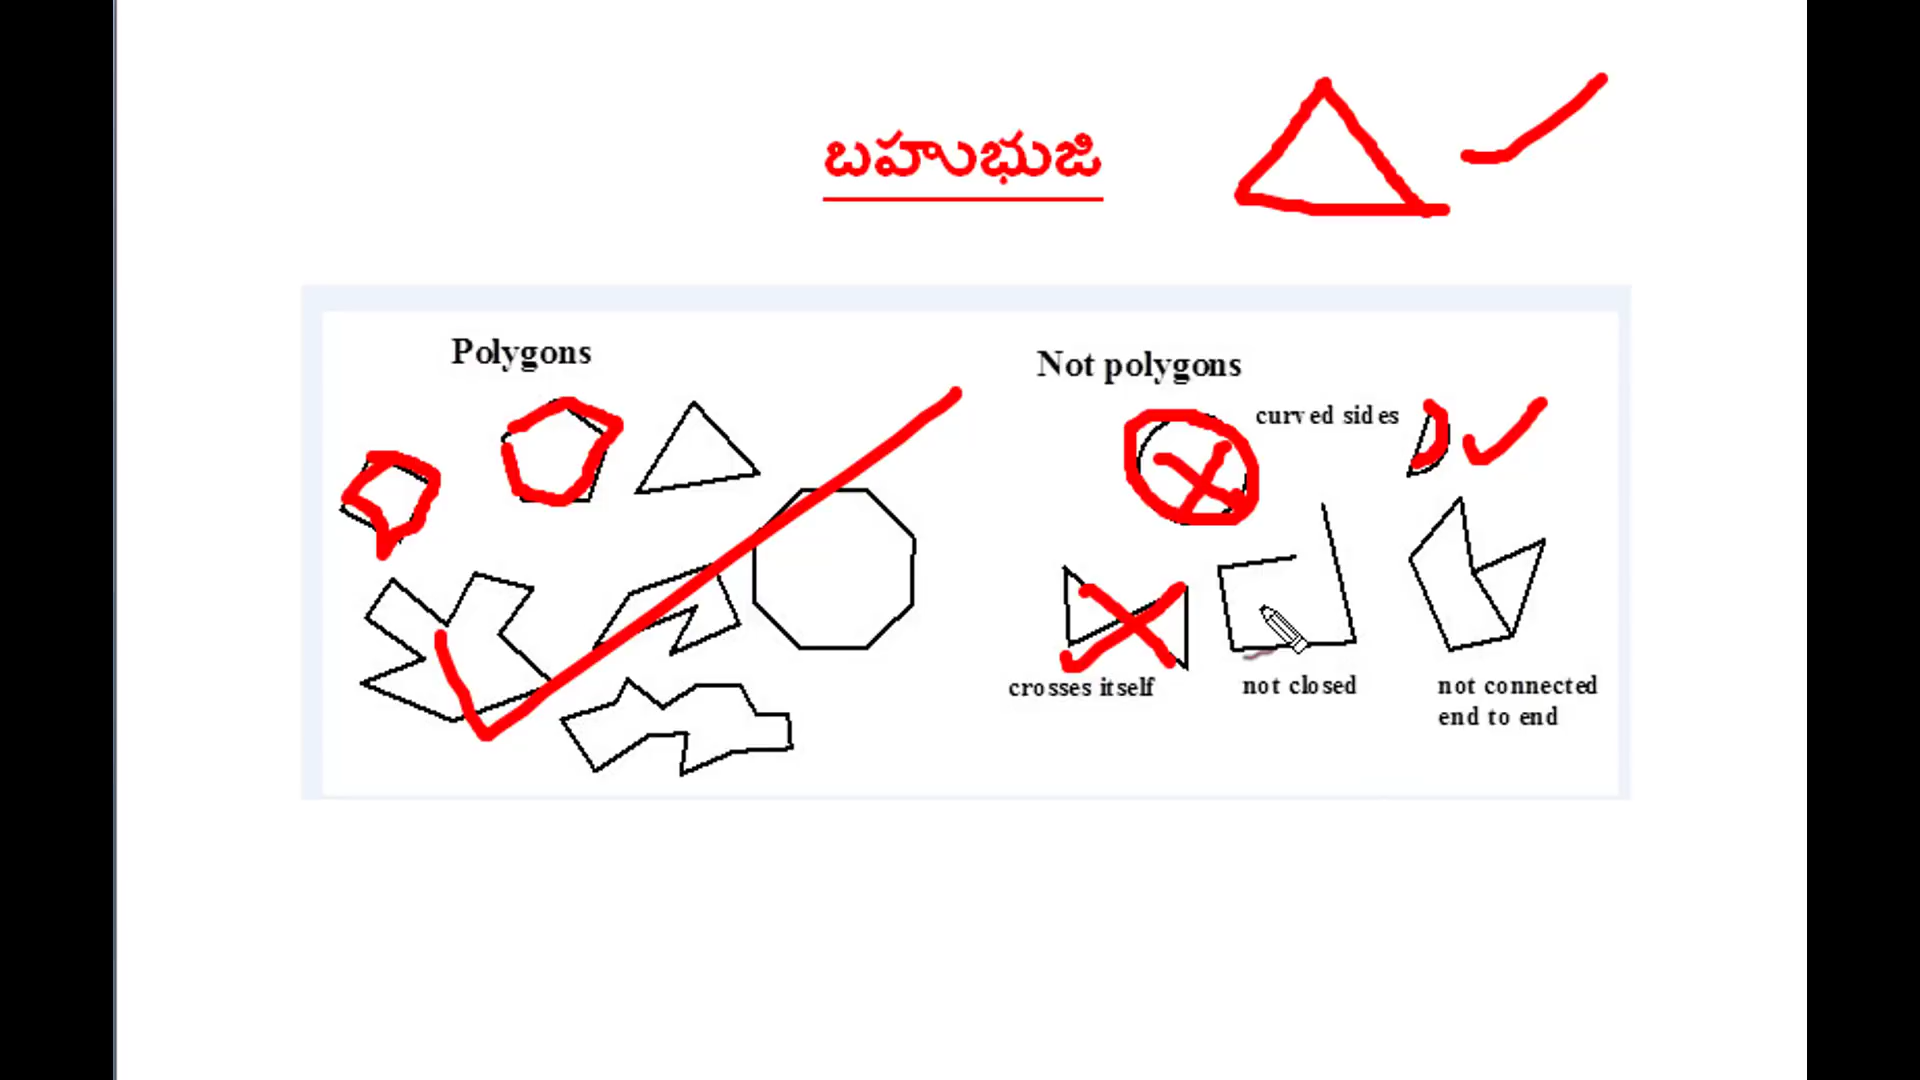 బహుభుజి
Polygons
Not polygons
curved sides
crosses itself
not closed
not connected
end to end